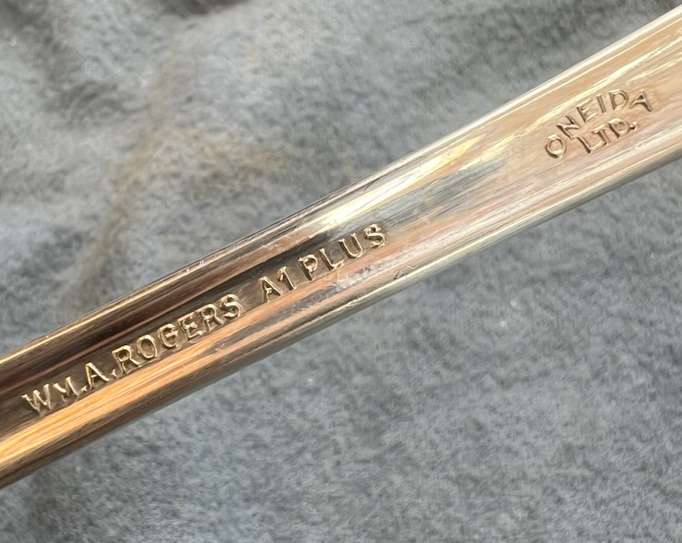 WM.A.ROGERS A1 PLUS
ONEIDA
LTD.